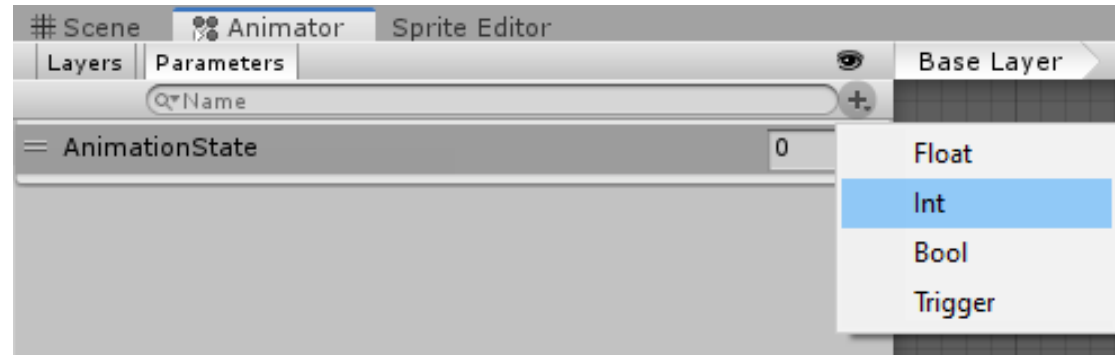 Scene Animator Sprite Editor
Layers Parameters Base Layer
Name
AnimationState 0
Float
Int
Bool
Trigger